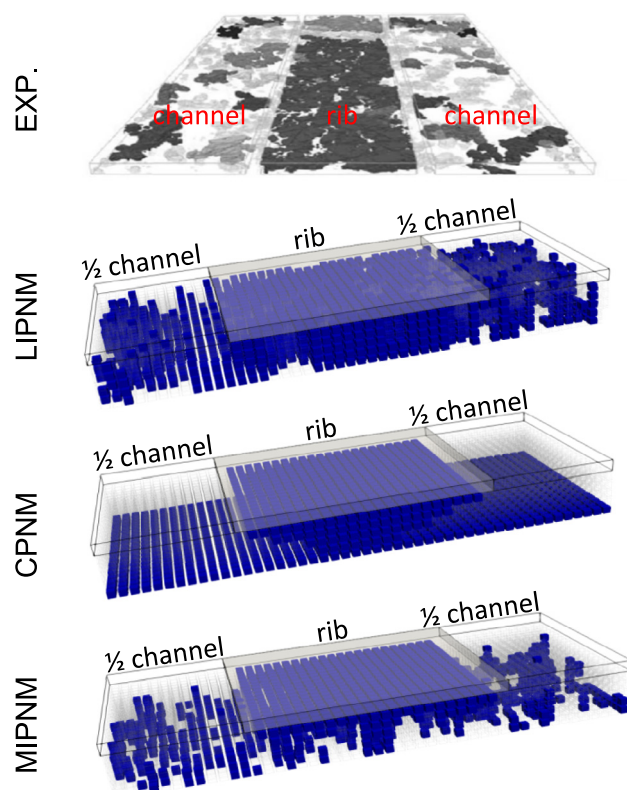 EXP.
channel rib channel
LIPNM
½ channel rib ½ channel
CPNM
½ channel rib ½ channel
MIPNM
½ channel rib ½ channel